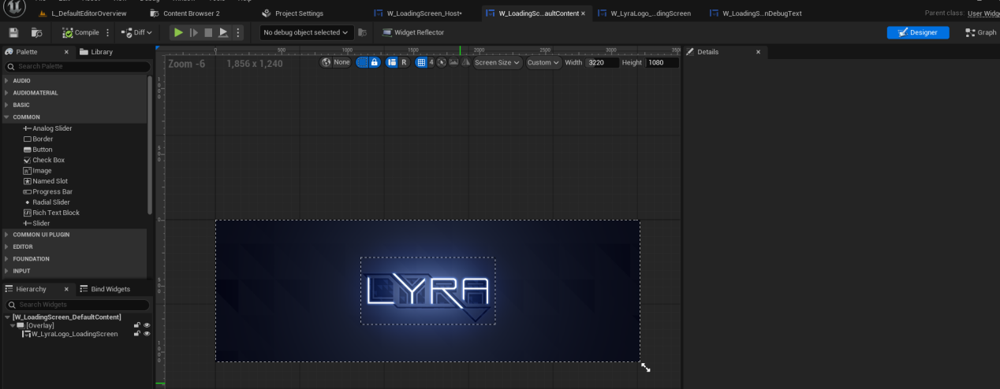 L_DefaultEditorOverview
Content Browser 2
Project Settings
W_LoadingScreen_Host*
W_LoadingSc...aultContent ×
W_LyraLogo_...dingScreen
W_LoadingS...nDebugText
Parent class: User Widg
Compile
Diff
No debug object selected
Widget Reflector
Designer
Graph
Palette ×
Library
Search Palette
AUDIO
AUDIOMATERIAL
BASIC
COMMON
Analog Slider
Border
Button
Check Box
Image
Named Slot
Progress Bar
Radial Slider
Rich Text Block
Slider
COMMON UI PLUGIN
EDITOR
FOUNDATION
INPUT
Hierarchy ×
Bind Widgets
Search Widgets
[W_LoadingScreen_DefaultContent]
[Overlay]
W_LyraLogo_LoadingScreen
0 500 1000 1500 2000 2500 3000 350
Zoom -6
1,856 x 1,240
None
R
4
Screen Size
Custom
Width 3220
Height 1080
LYRA
Details ×